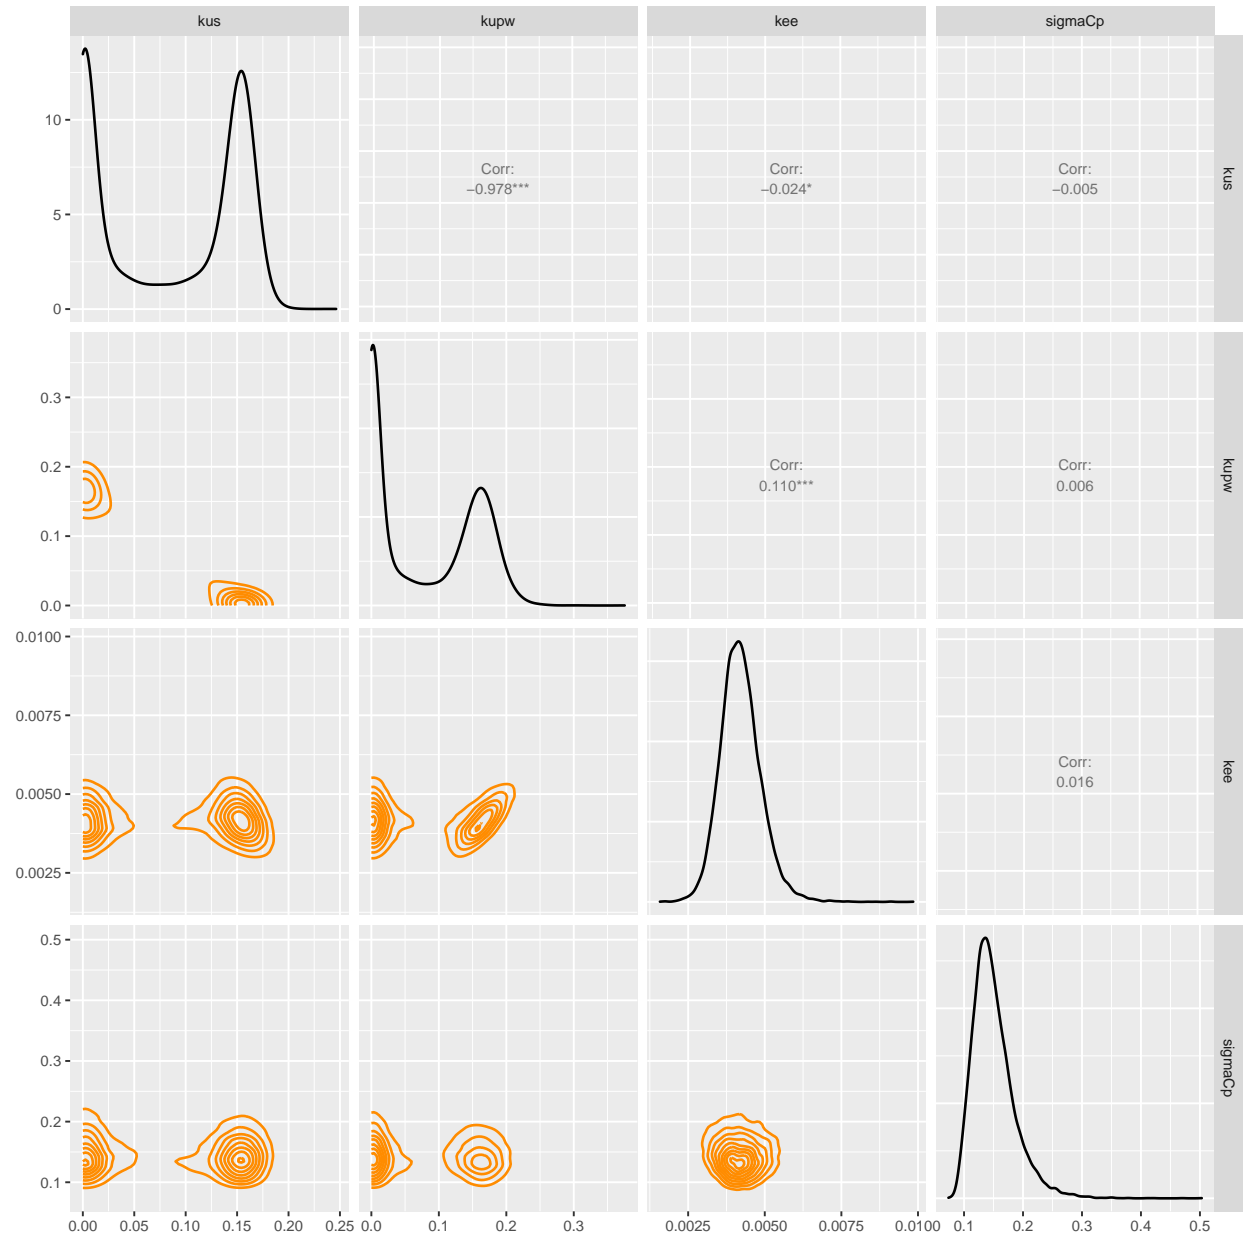 kus
kupw
kee
sigmaCp
10
5
0
Corr:
−0.978***
Corr:
−0.024*
Corr:
−0.005
kus
0.3
0.2
0.1
0.0
Corr:
0.110***
Corr:
0.006
kupw
0.0100
0.0075
0.0050
0.0025
Corr:
0.016
kee
0.5
0.4
0.3
0.2
0.1
sigmaCp
0.00 0.05 0.10 0.15 0.20 0.25
0.0 0.1 0.2 0.3
0.0025 0.0050 0.0075 0.0100
0.1 0.2 0.3 0.4 0.5